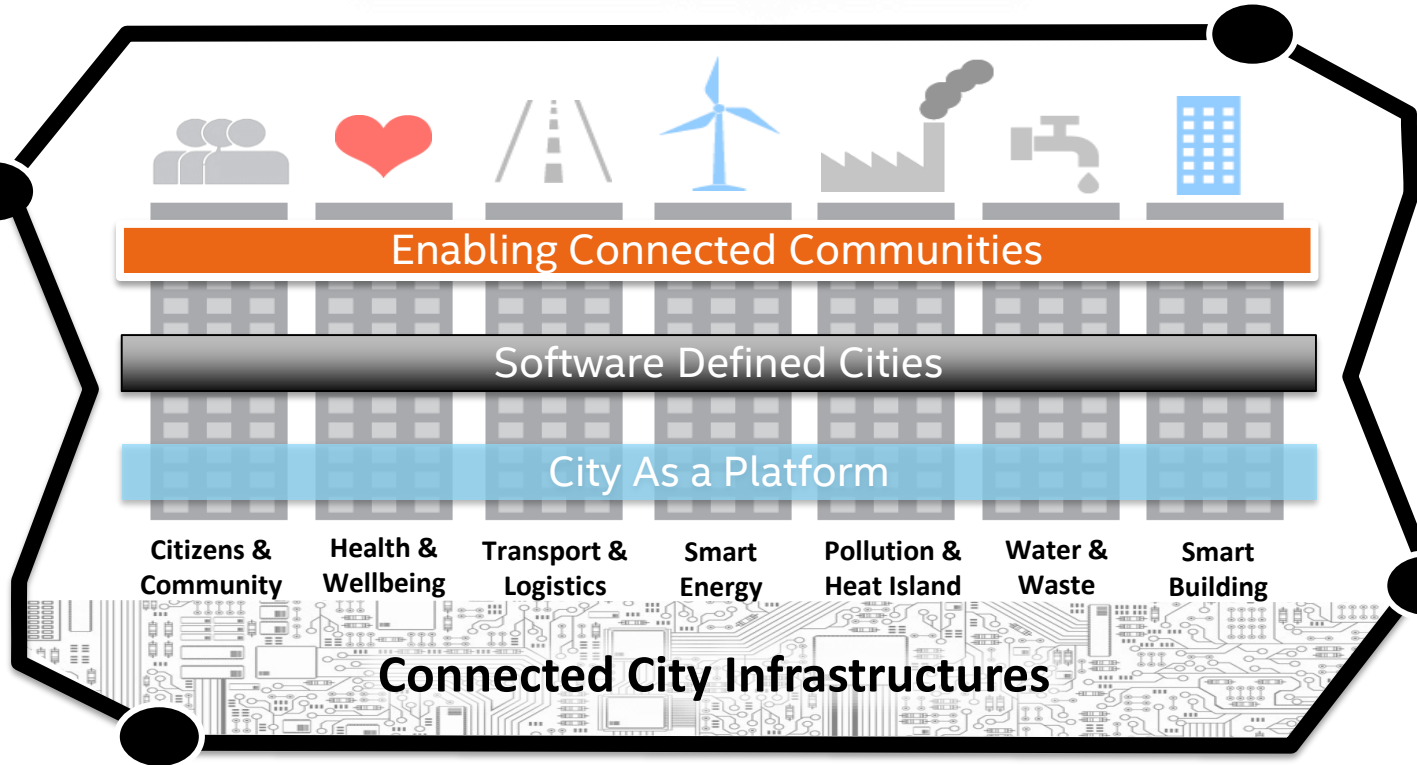 Enabling Connected Communities
Software Defined Cities
City As a Platform
Citizens &
Community
Health &
Wellbeing
Transport &
Logistics
Smart
Energy
Pollution &
Heat Island
Water &
Waste
Smart
Building
Connected City Infrastructures